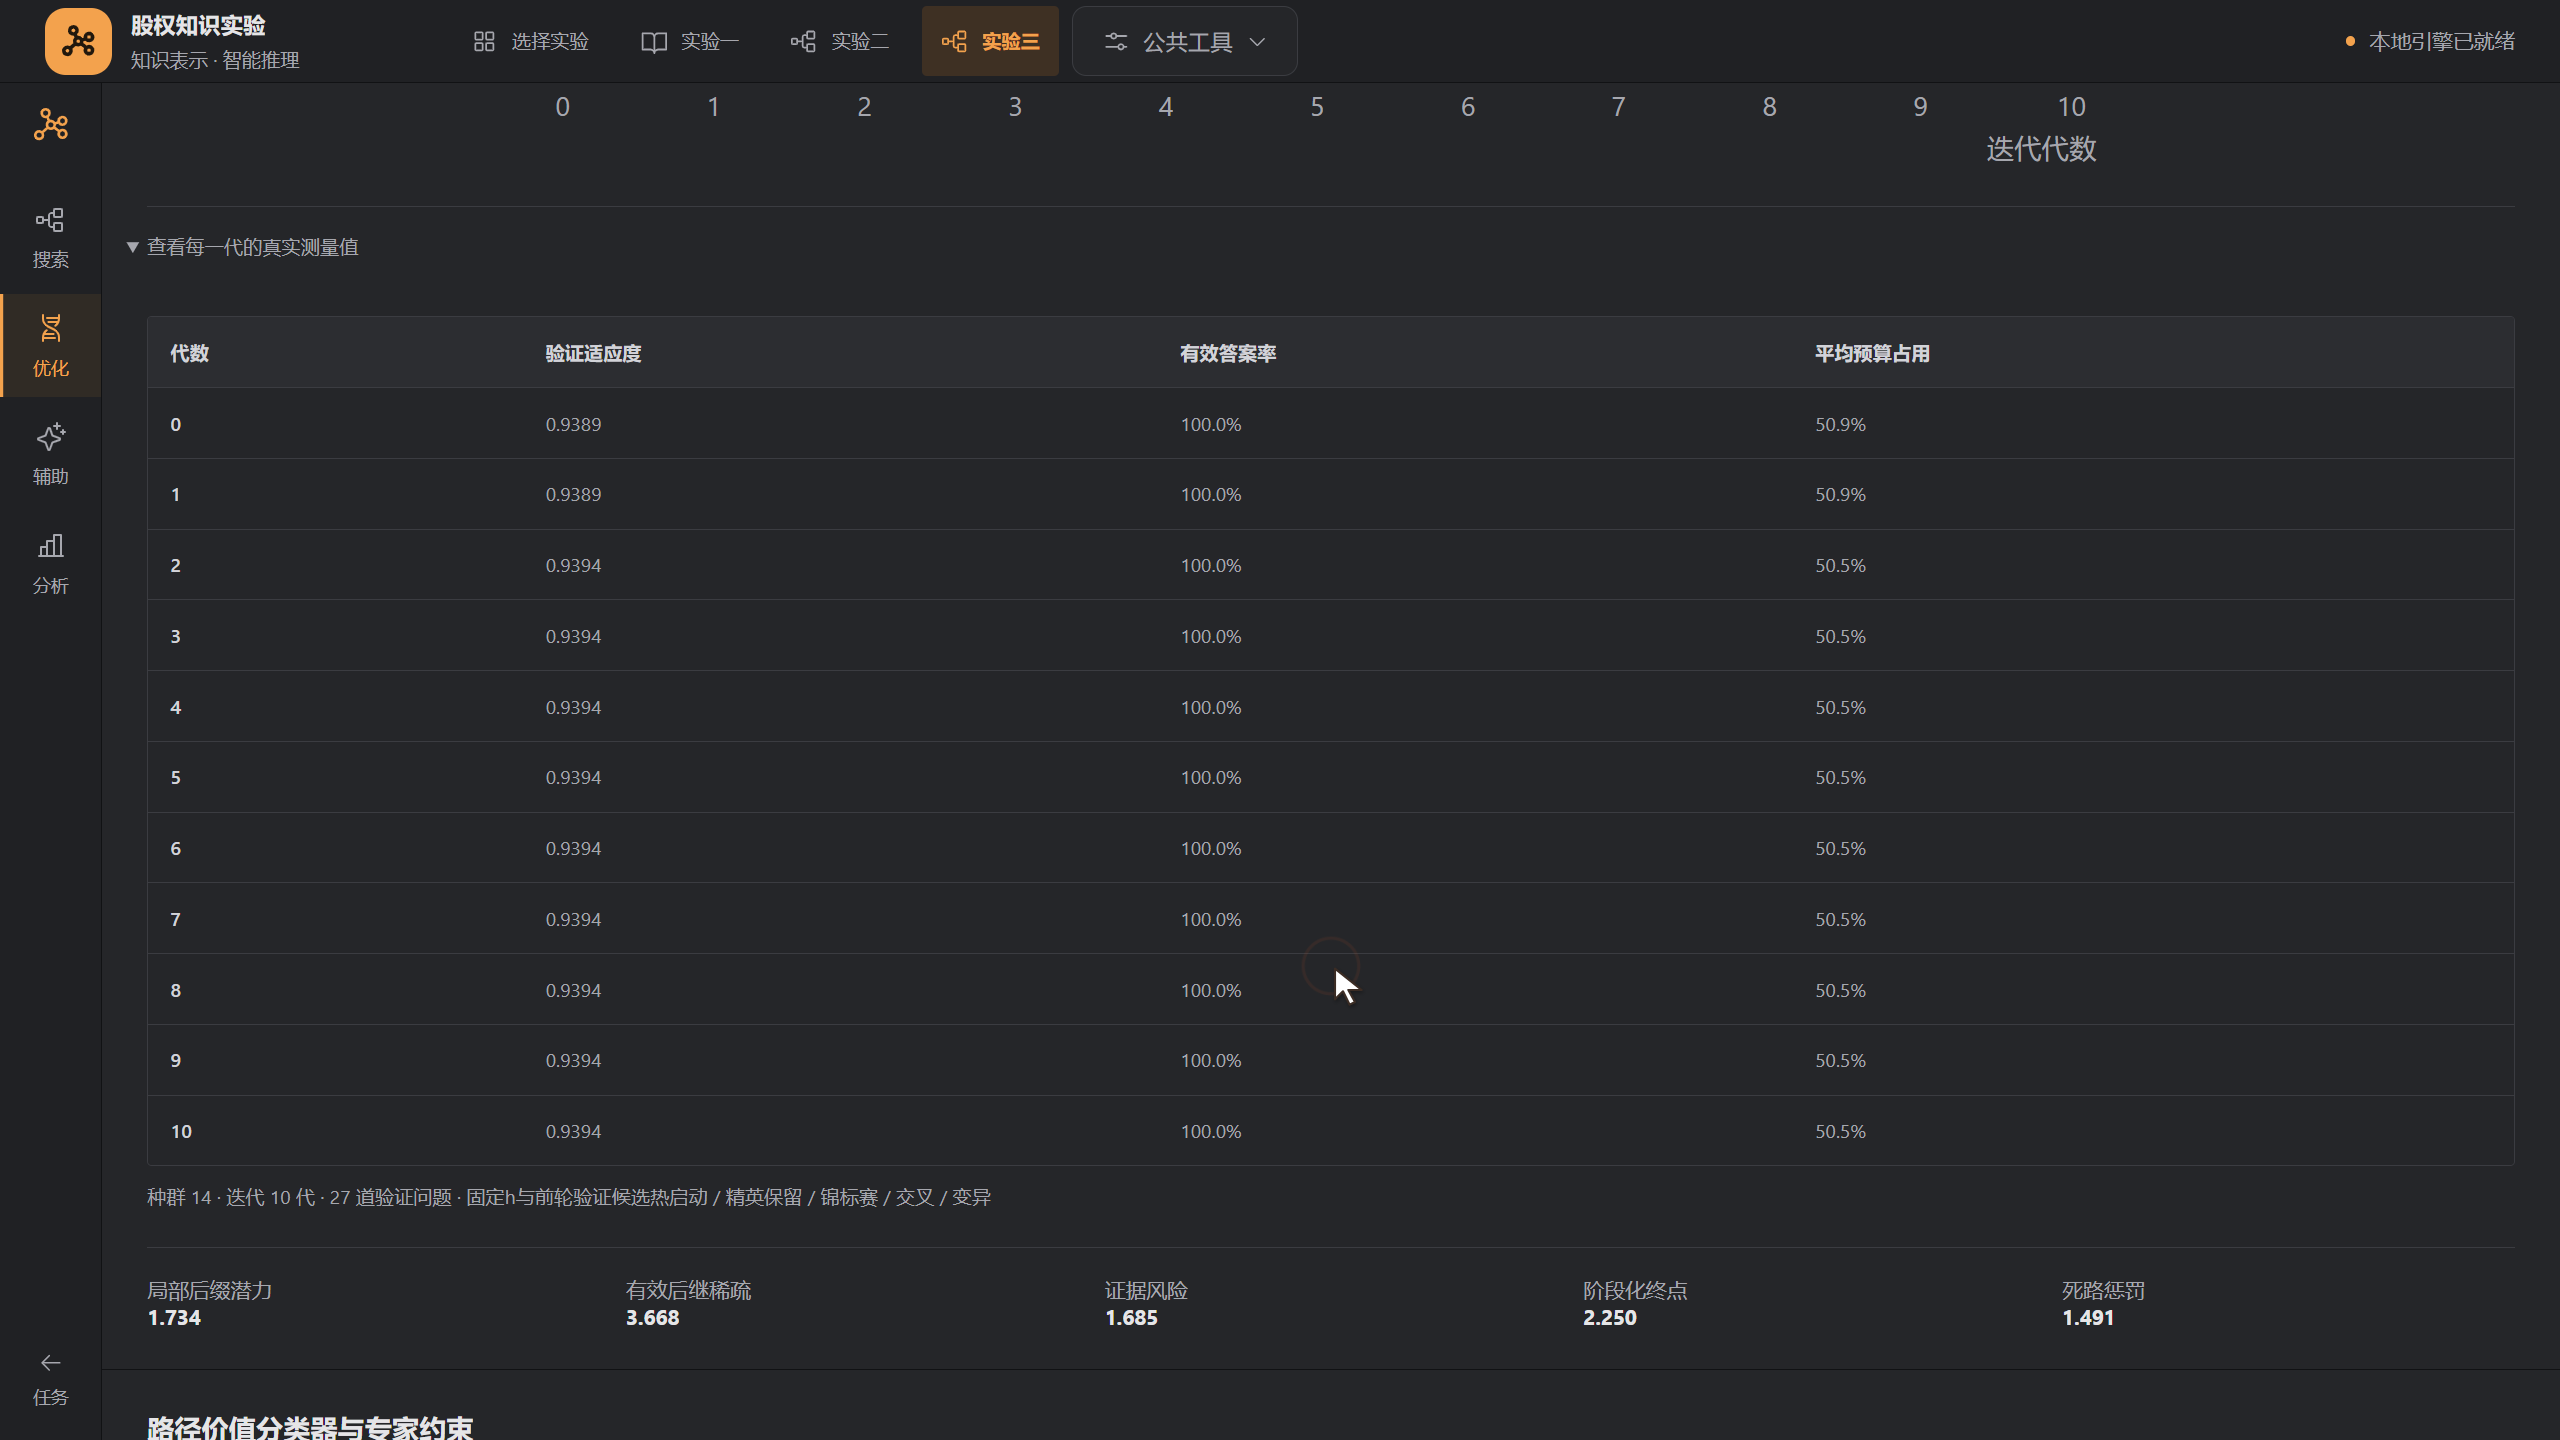 股权知识实验
知识表示 · 智能推理
选择实验
实验一
实验二
实验三
公共工具
本地引擎已就绪
搜索
优化
辅助
分析
任务
0 1 2 3 4 5 6 7 8 9 10
迭代代数
▼ 查看每一代的真实测量值
代数 验证适应度 有效答案率 平均预算占用
0 0.9389 100.0% 50.9%
1 0.9389 100.0% 50.9%
2 0.9394 100.0% 50.5%
3 0.9394 100.0% 50.5%
4 0.9394 100.0% 50.5%
5 0.9394 100.0% 50.5%
6 0.9394 100.0% 50.5%
7 0.9394 100.0% 50.5%
8 0.9394 100.0% 50.5%
9 0.9394 100.0% 50.5%
10 0.9394 100.0% 50.5%
种群 14 · 迭代 10 代 · 27 道验证问题 · 固定h与前轮验证候选热启动 / 精英保留 / 锦标赛 / 交叉 / 变异
局部后缀潜力 有效后继稀疏 证据风险 阶段化终点 死路惩罚
1.734 3.668 1.685 2.250 1.491
路径价值分类器与专家约束